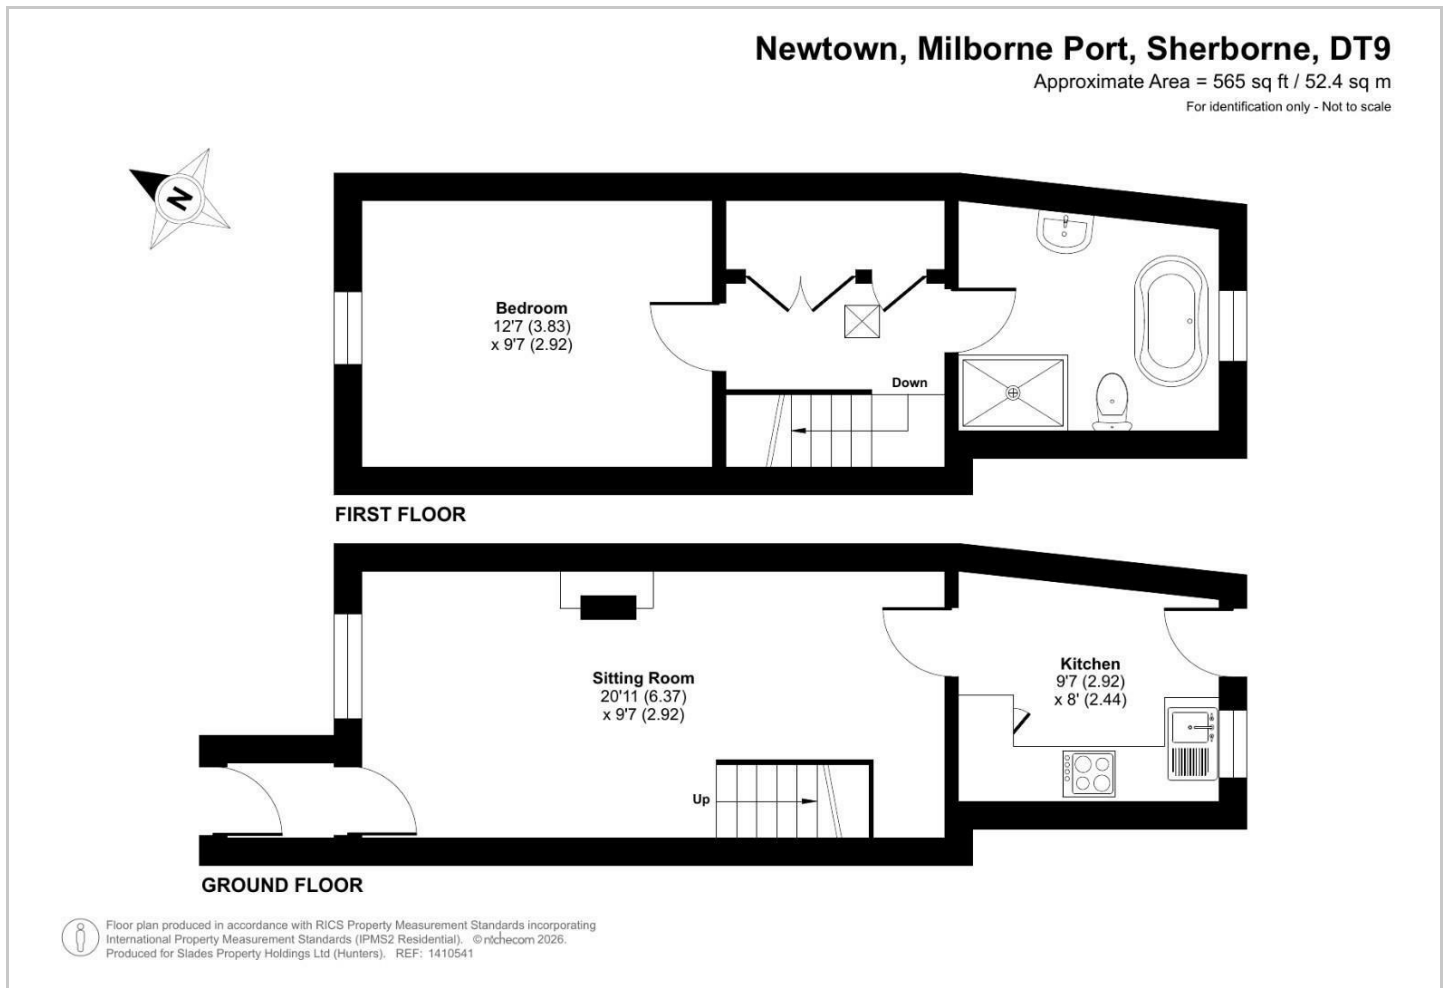 Newtown, Milborne Port, Sherborne, DT9
Approximate Area = 565 sq ft / 52.4 sq m
For identification only - Not to scale
N
Bedroom
12'7 (3.83)
x 9'7 (2.92)
Down
FIRST FLOOR
Sitting Room
20'11 (6.37)
x 9'7 (2.92)
Kitchen
9'7 (2.92)
x 8' (2.44)
Up
GROUND FLOOR
Floor plan produced in accordance with RICS Property Measurement Standards incorporating
International Property Measurement Standards (IPMS2 Residential). © nichecom 2026.
Produced for Slades Property Holdings Ltd (Hunters). REF: 1410541